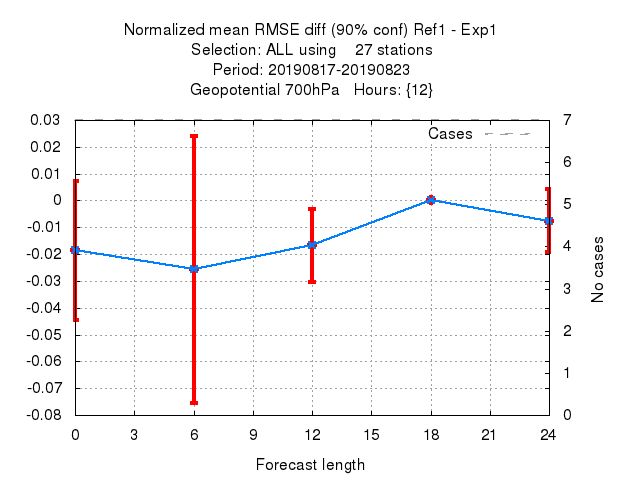 Normalized mean RMSE diff (90% conf) Ref1 - Exp1
Selection: ALL using    27 stations
Period: 20190817-20190823
Geopotential 700hPa   Hours: {12}
Cases
0.03
0.02
0.01
0
-0.01
-0.02
-0.03
-0.04
-0.05
-0.06
-0.07
-0.08
7
6
5
4
3
2
1
0
No cases
0 3 6 9 12 15 18 21 24
Forecast length